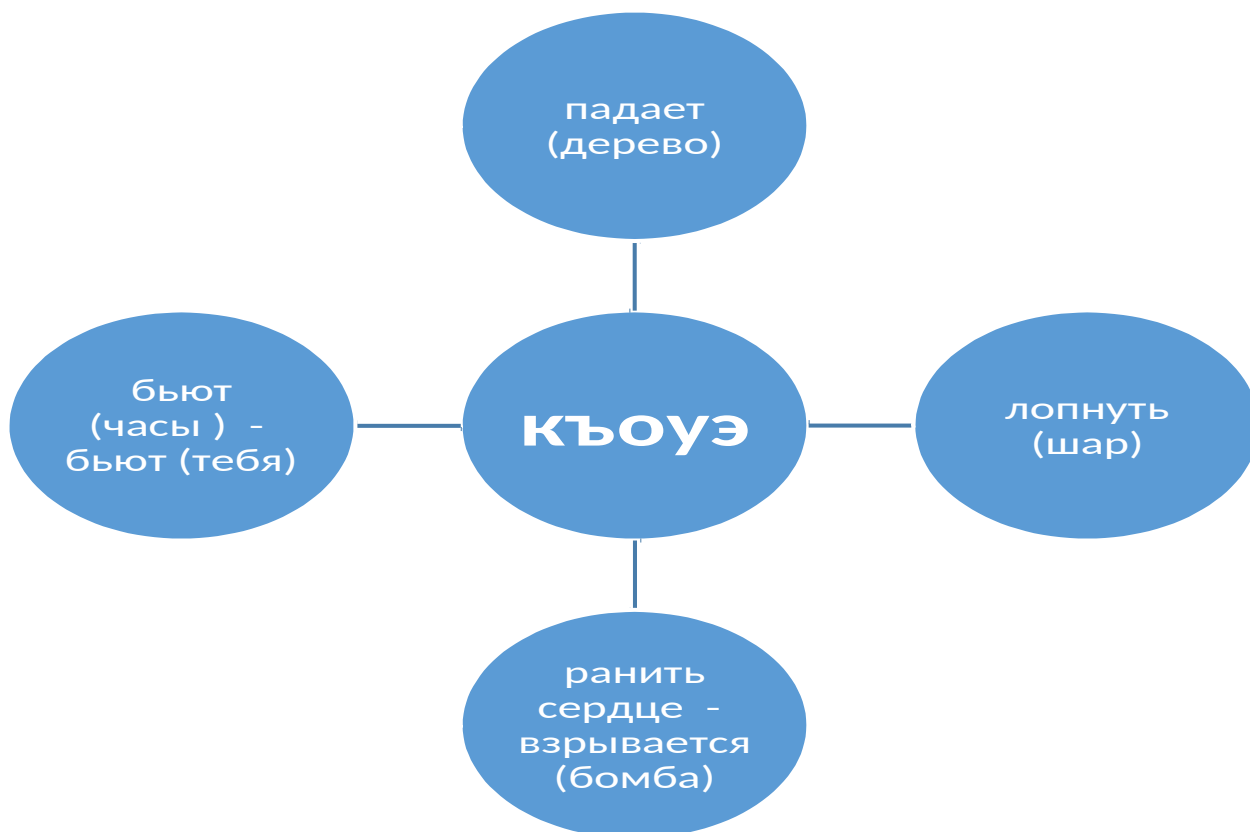 падает
(дерево)
бьют
(часы ) -
бьют (тебя)
къоуэ
лопнуть
(шар)
ранить
сердце -
взрывается
(бомба)